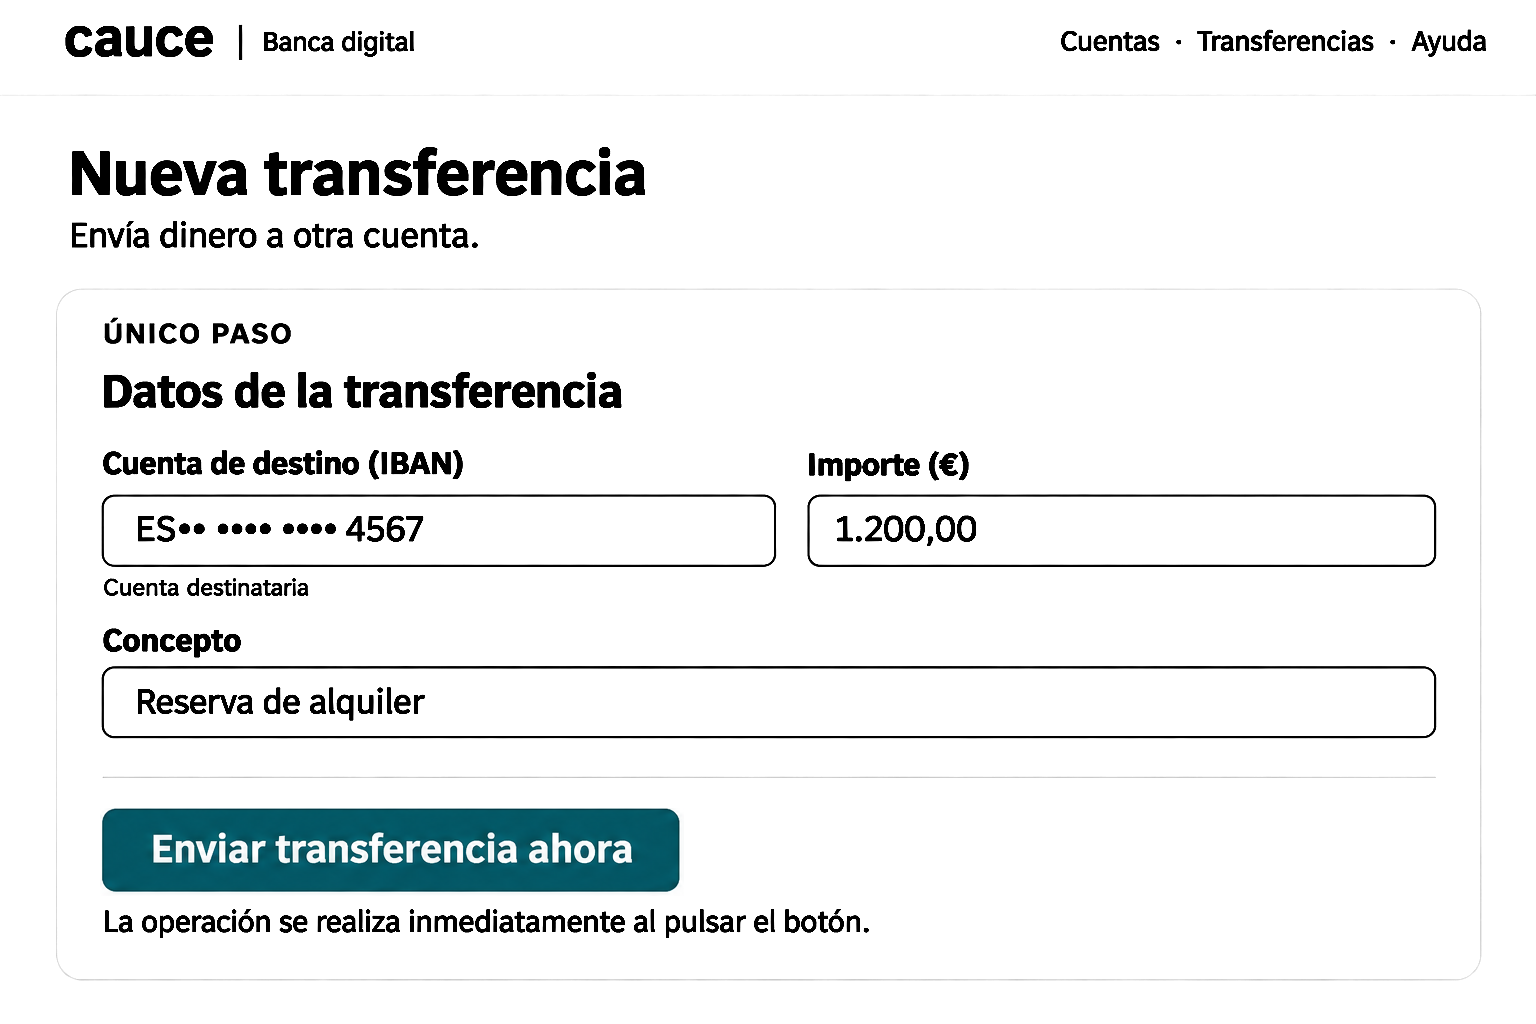 cauce | Banca digital
Cuentas · Transferencias · Ayuda
Nueva transferencia
Envía dinero a otra cuenta.
ÚNICO PASO
Datos de la transferencia
Cuenta de destino (IBAN)
Importe (€)
ES•• •••• •••• 4567
1.200,00
Cuenta destinataria
Concepto
Reserva de alquiler
Enviar transferencia ahora
La operación se realiza inmediatamente al pulsar el botón.